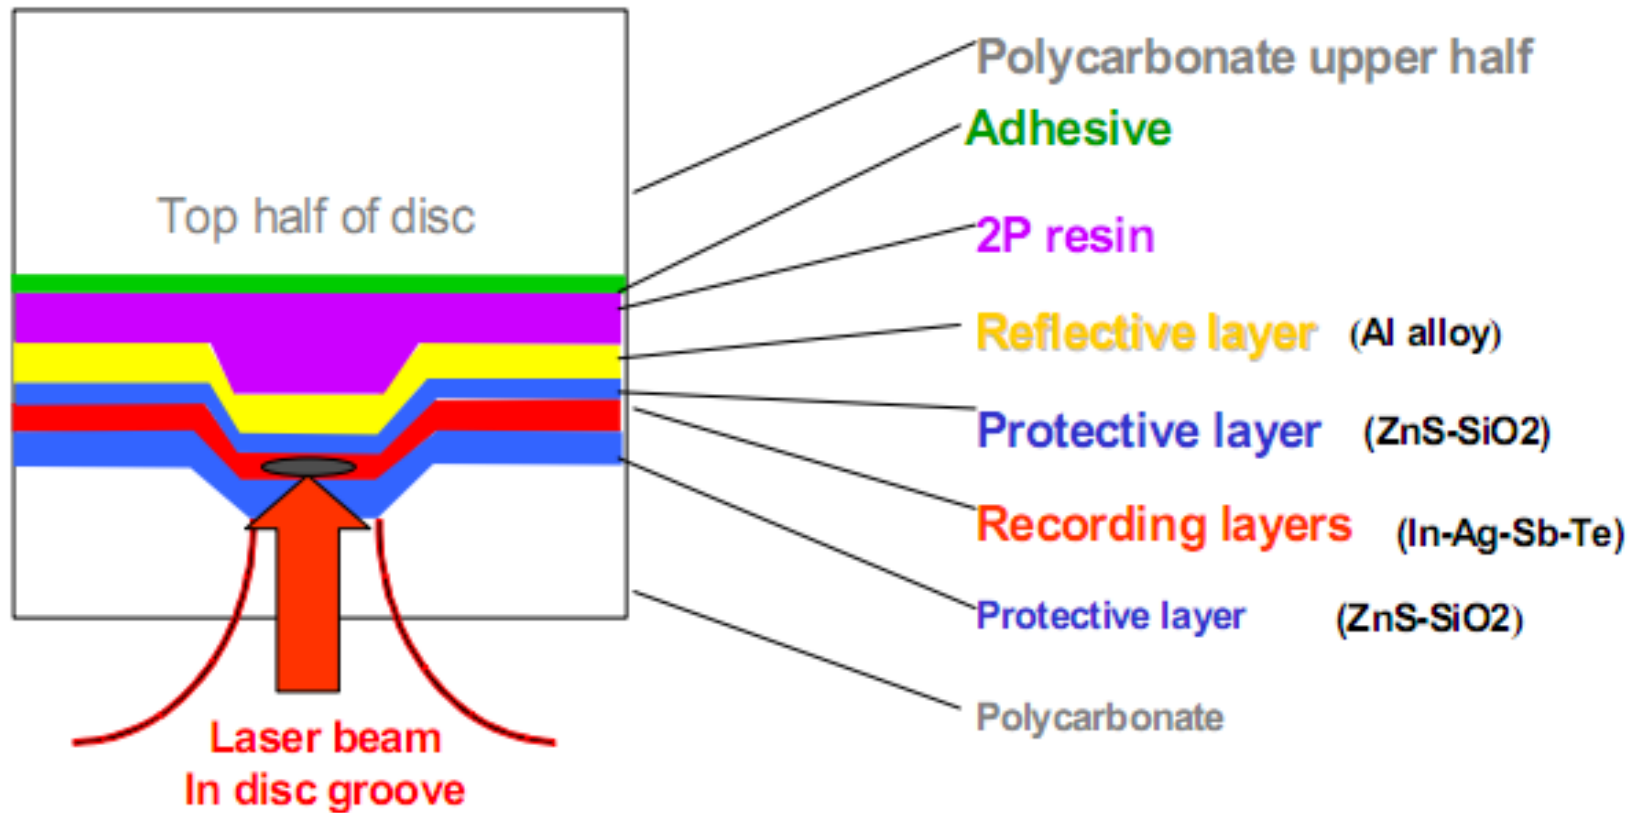 Polycarbonate upper half
Adhesive
Top half of disc
2P resin
Reflective layer (Al alloy)
Protective layer (ZnS-SiO2)
Recording layers (In-Ag-Sb-Te)
Protective layer (ZnS-SiO2)
Polycarbonate
Laser beam
In disc groove